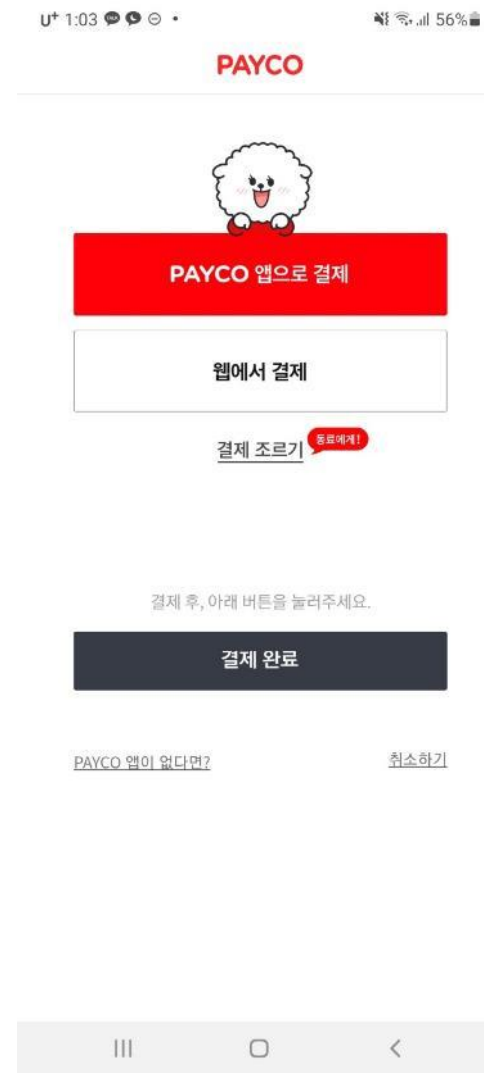 U+ 1:03 56%
PAYCO
PAYCO 앱으로 결제
웹에서 결제
결제 조르기 동료에게!
결제 후, 아래 버튼을 눌러주세요.
결제 완료
PAYCO 앱이 없다면? 취소하기